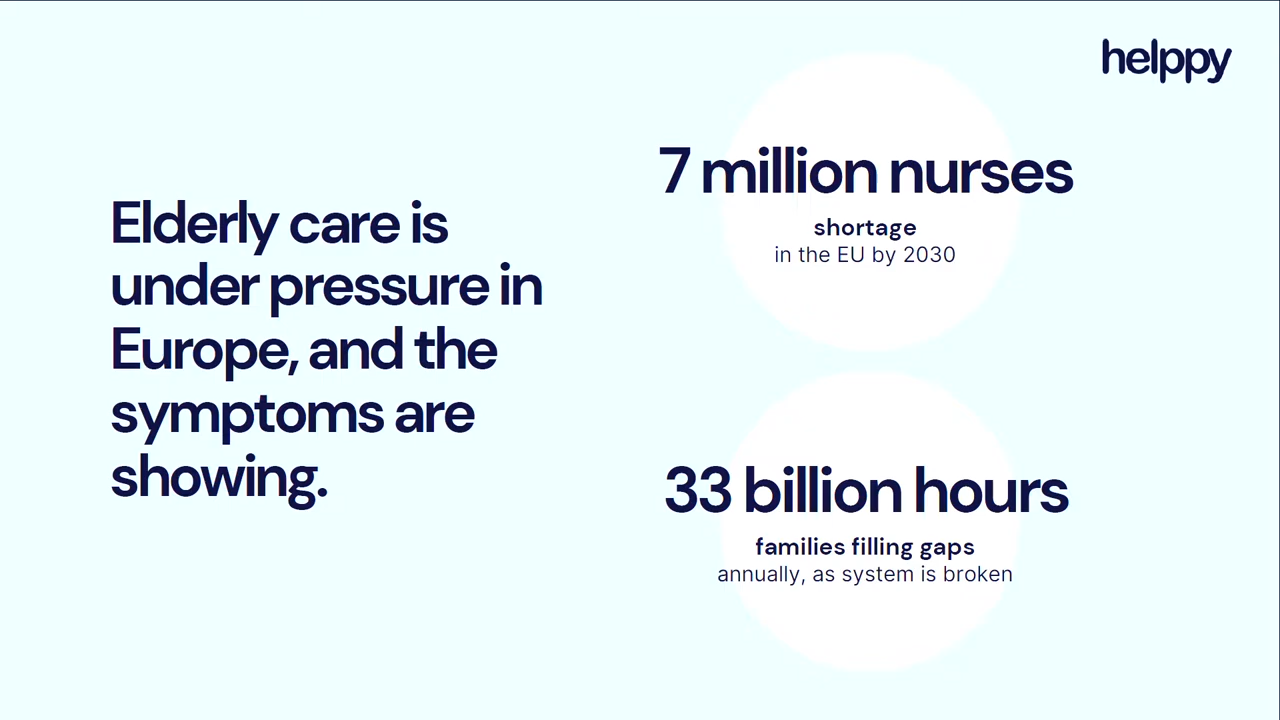 helppy
Elderly care is
under pressure in
Europe, and the
symptoms are
showing.
7 million nurses
shortage
in the EU by 2030
33 billion hours
families filling gaps
annually, as system is broken